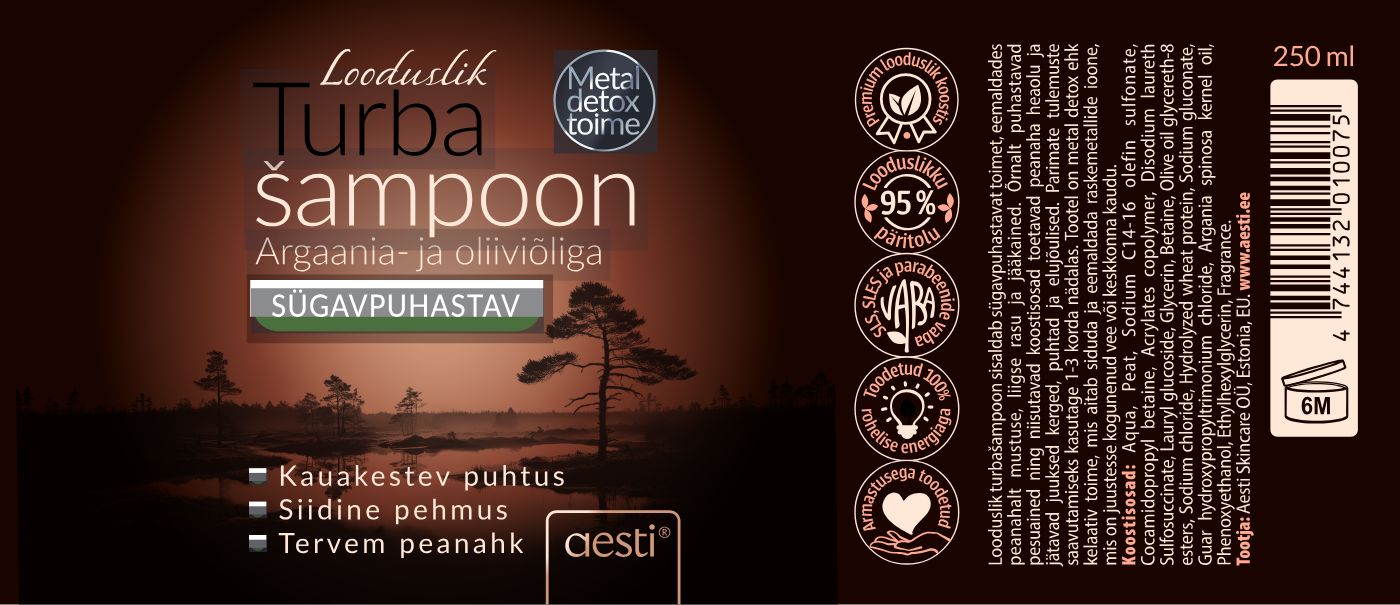 Looduslik
Turba
šampoon
Argaania- ja oliiviõliga
SÜGAVPUHASTAV
Metal
detox
toime
Kauakestev puhtus
Siidine pehmus
Tervem peanahk
aesti®
Premium looduslik koostis
Looduslikku
95 %
päritolu
SLS, SLES ja parabeenide vaba
VABA
Toodetud 100%
rohelise energiaga
Armastusega toodetud
Looduslik turbašampoon sisaldab sügavpuhastavat toimet, eemaldades
peanahalt mustuse, liigse rasu ja jääkained. Õrnalt puhastavad
pesuained ning niisutavad koostisosad toetavad peanaha heaolu ja
jätavad juuksed kerged, puhtad ja elujõulised. Parimate tulemuste
saavutamiseks kasutage 1-3 korda nädalas. Tootel on metal detox ehk
kelaativ toime, mis aitab siduda ja eemaldada raskemetallide ioone,
mis on juustesse kogunenud vee või keskkonna kaudu.
Koostisosad: Aqua, Peat, Sodium C14-16 olefin sulfonate,
Cocamidopropyl betaine, Acrylates copolymer, Disodium laureth
Sulfosuccinate, Lauryl glucoside, Glycerin, Betaine, Olive oil glycereth-8
esters, Sodium chloride, Hydrolyzed wheat protein, Sodium gluconate,
Guar hydroxypropyltrimonium chloride, Argania spinosa kernel oil,
Phenoxyethanol, Ethylhexylglycerin, Fragrance.
Tootja: Aesti Skincare OÜ, Estonia, EU. www.aesti.ee
250 ml
4 744132 010075
6M